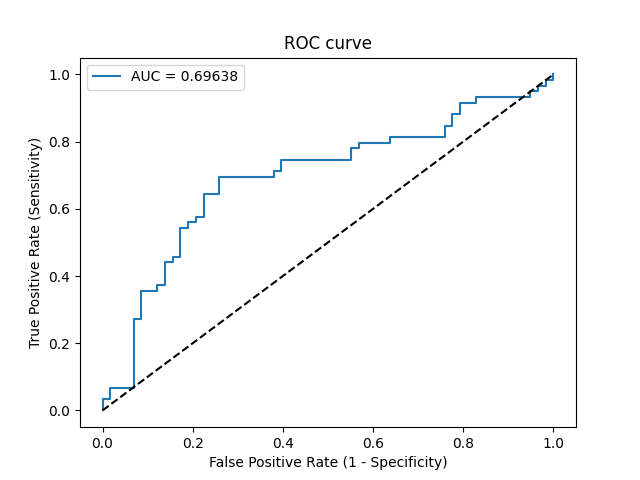 ROC curve
AUC = 0.69638
True Positive Rate (Sensitivity)
1.0
0.8
0.6
0.4
0.2
0.0
0.0 0.2 0.4 0.6 0.8 1.0
False Positive Rate (1 - Specificity)